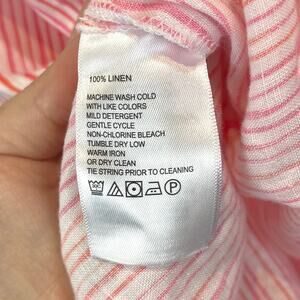 100% LINEN
MACHINE WASH COLD
WITH LIKE COLORS
MILD DETERGENT
GENTLE CYCLE
NON-CHLORINE BLEACH
TUMBLE DRY LOW
WARM IRON
OR DRY CLEAN
TIE STRING PRIOR TO CLEANING
P